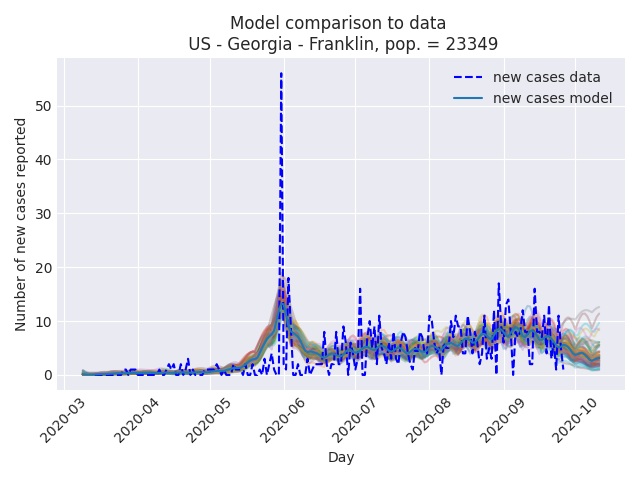 Model comparison to data
US - Georgia - Franklin, pop. = 23349
new cases data
new cases model
Number of new cases reported
50
40
30
20
10
0
2020-03
2020-04
2020-05
2020-06
2020-07
2020-08
2020-09
2020-10
Day